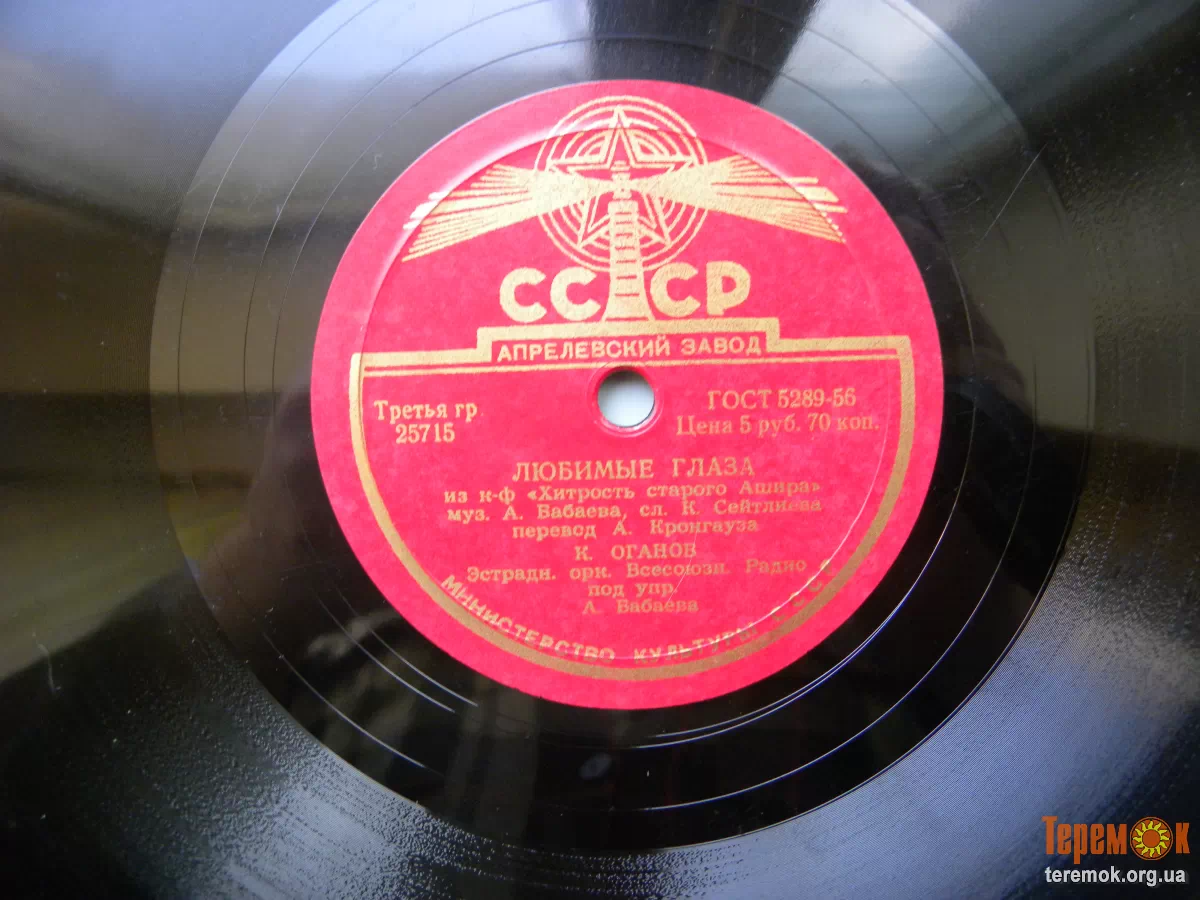 СССР
АПРЕЛЕВСКИЙ ЗАВОД
Третья гр.
25715
ГОСТ 5289-56
Цена 5 руб. 70 коп.
ЛЮБИМЫЕ ГЛАЗА
из к-ф «Хитрость старого Ашира»
муз. А. Бабаева, сл. К. Сейтлиева
перевод А. Кронгауза
К. ОГАНОВ
Эстрадн. орк. Всесоюзн. Радио
под упр.
А. Бабаева
МИНИСТЕРСТВО КУЛЬТУРЫ
ТеремОк
teremok.org.ua